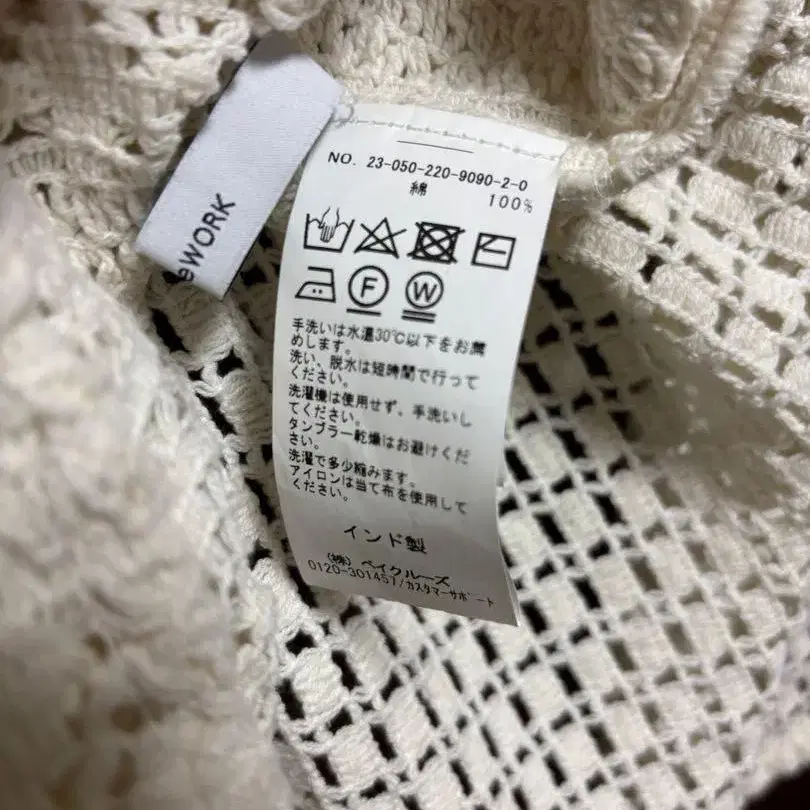 eWORK
NO. 23-050-220-9090-2-0
綿 100%
F W
手洗いは水温30℃以下をお薦
めします。
洗い、脱水は短時間で行って
ください。
洗濯機は使用せず、手洗いし
てください。
タンブラー乾燥はお避けくだ
さい。
洗濯で多少縮みます。
アイロンは当て布を使用して
ください。
インド製
(株) ベイクルーズ
0120-301457/カスタマーサポート